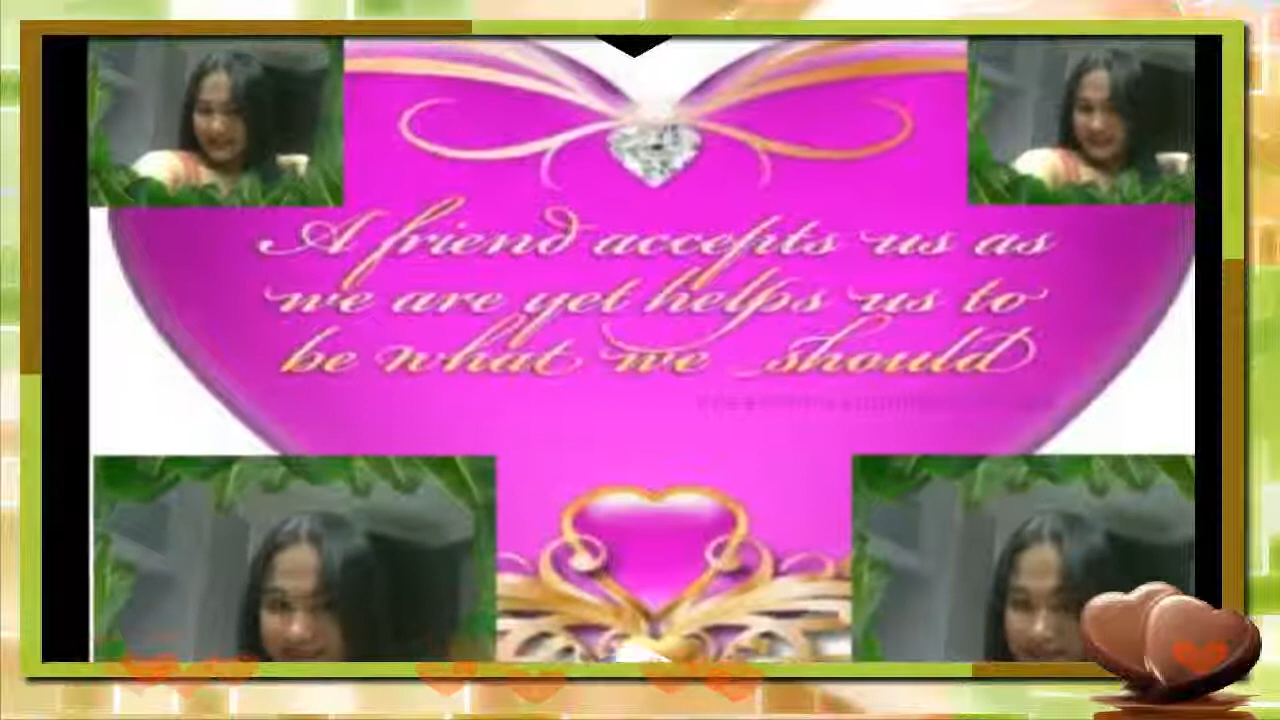 A friend accepts us as
we are yet helps us to
be what we should